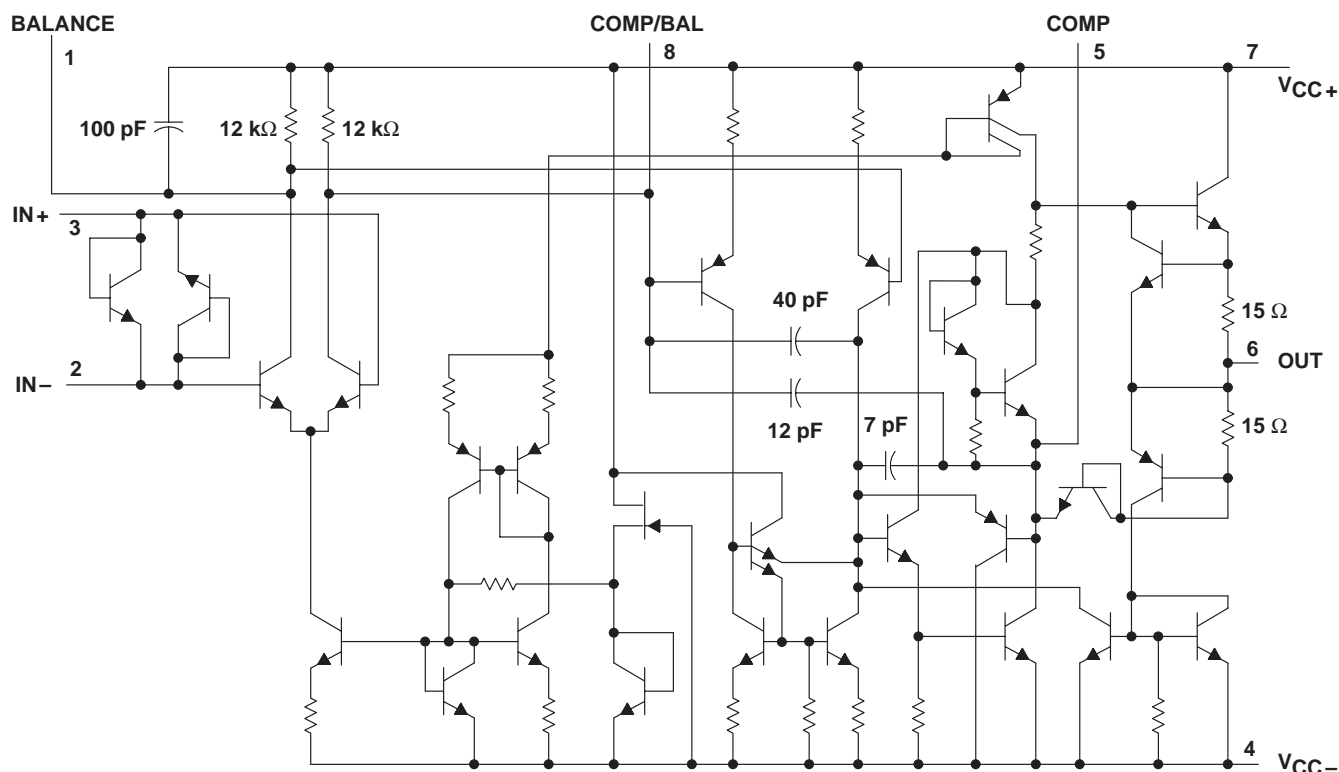 BALANCE
COMP/BAL
COMP
1
8
5
7
VCC+
100 pF
12 kΩ
12 kΩ
IN+
3
40 pF
15 Ω
2
IN−
6
OUT
12 pF
7 pF
15 Ω
4
VCC−